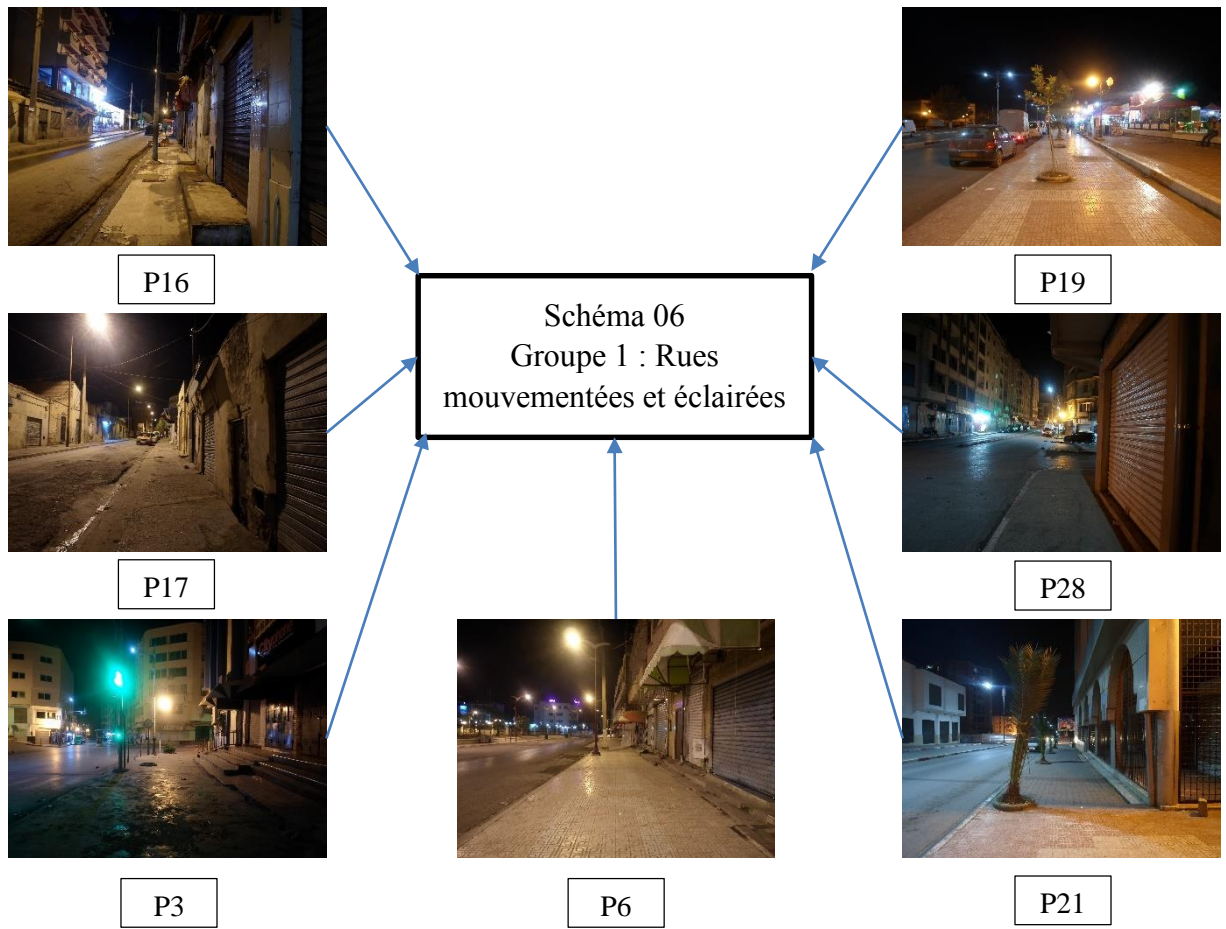 P16
P19
Schéma 06
Groupe 1 : Rues
mouvementées et éclairées
P17
P28
P3
P6
P21